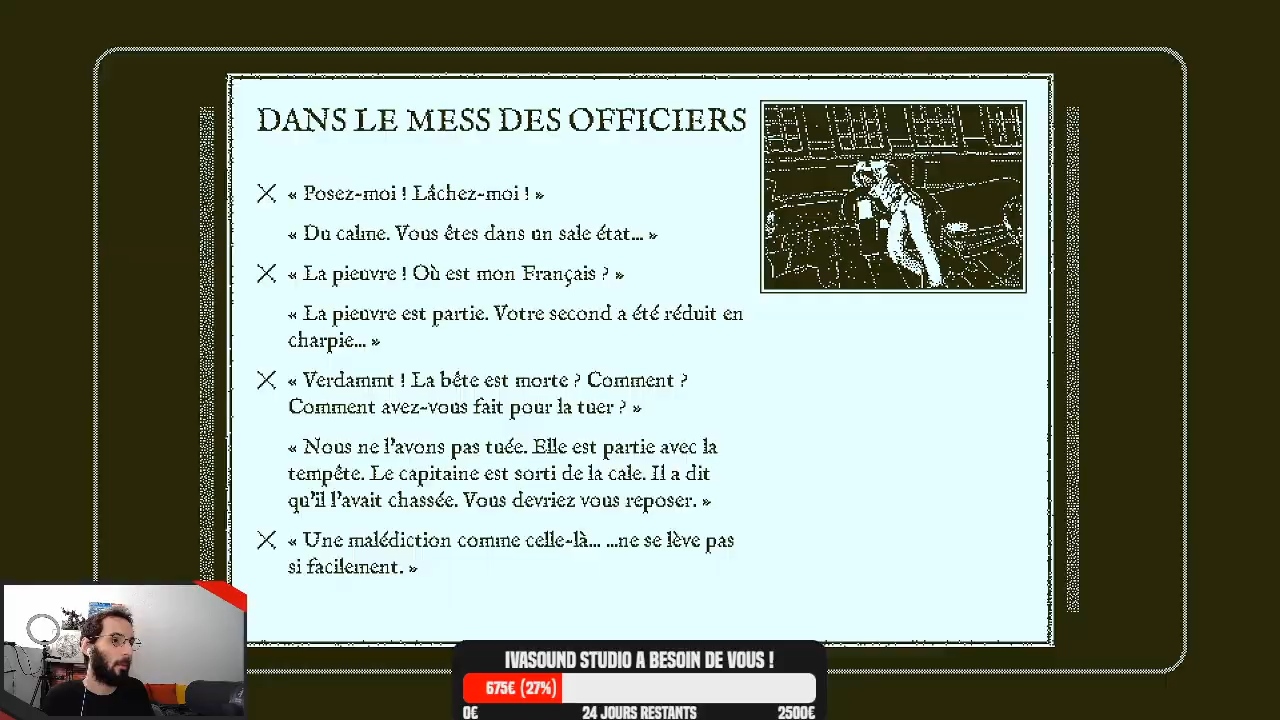 DANS LE MESS DES OFFICIERS
« Posez-moi ! Lâchez-moi ! »
« Du calme. Vous êtes dans un sale état... »
« La pieuvre ! Où est mon Français ? »
« La pieuvre est partie. Votre second a été réduit en
charpie... »
« Verdammt ! La bête est morte ? Comment ?
Comment avez-vous fait pour la tuer ? »
« Nous ne l'avons pas tuée. Elle est partie avec la
tempête. Le capitaine est sorti de la cale. Il a dit
qu'il l'avait chassée. Vous devriez vous reposer. »
« Une malédiction comme celle-là... ...ne se lève pas
si facilement. »
IVASOUND STUDIO A BESOIN DE VOUS !
675€ (27%)
0€ 24 JOURS RESTANTS 2500€